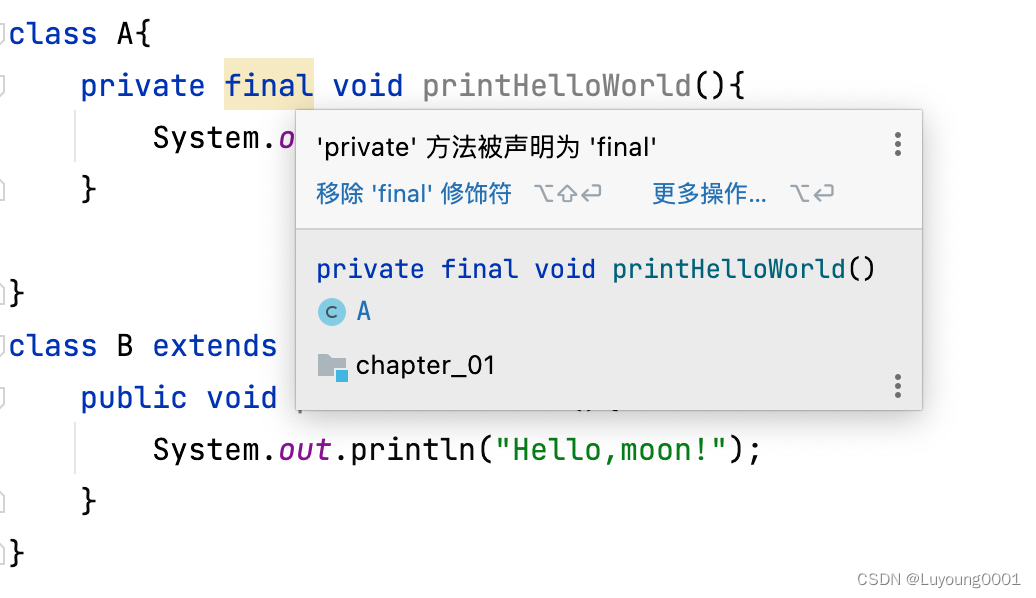 class A{
private final void printHelloWorld(){
System.o
'private' 方法被声明为 'final'
移除 'final' 修饰符 ⌥⇧↩ 更多操作... ⌥↩
}
private final void printHelloWorld()
C A
chapter_01
}
class B extends
public void
System.out.println("Hello,moon!");
}
}
CSDN @Luyoung0001